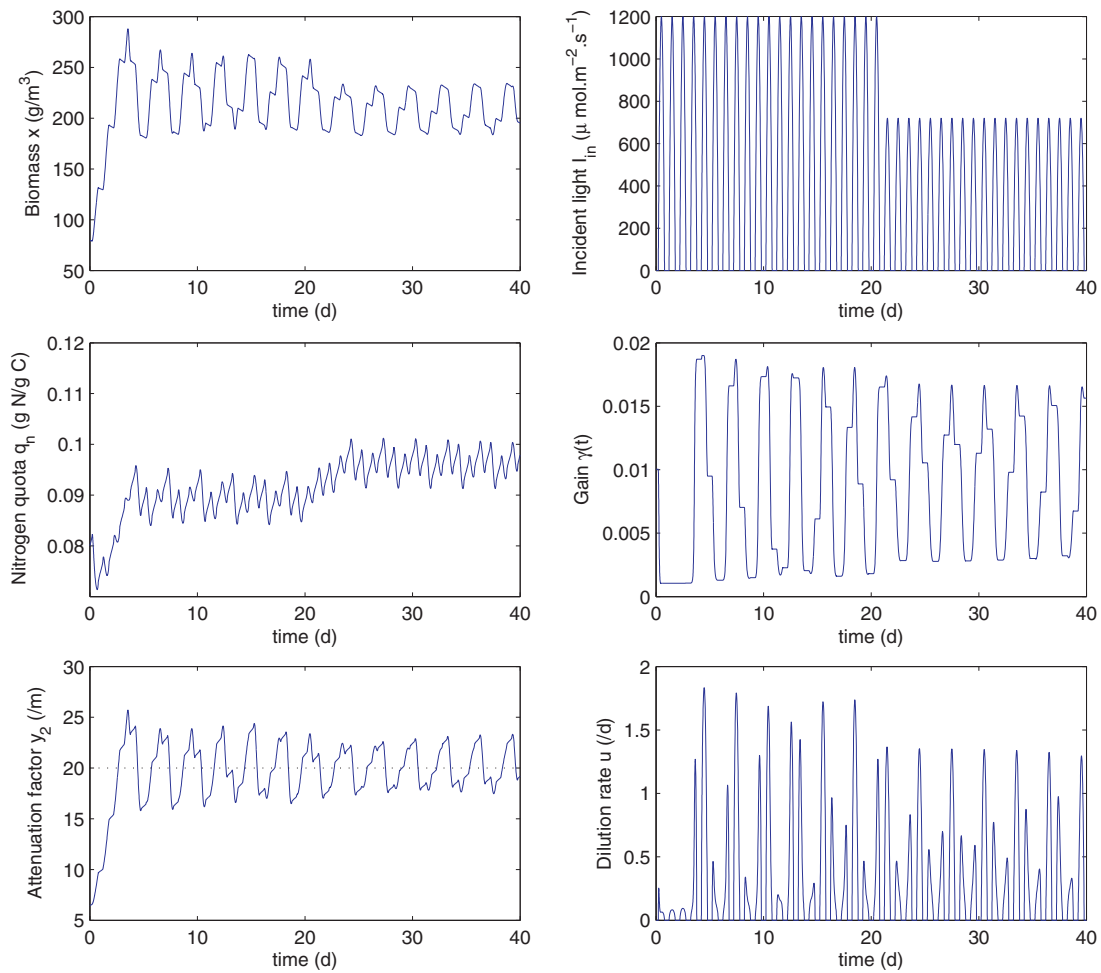 300
250
200
150
100
50
Biomass x (g/m³)
0 10 20 30 40
time (d)
1200
1000
800
600
400
200
0
Incident light I_in (μ mol.m⁻².s⁻¹)
0 10 20 30 40
time (d)
0.12
0.11
0.1
0.09
0.08
Nitrogen quota q_n (g N/g C)
0 10 20 30 40
time (d)
0.02
0.015
0.01
0.005
0
Gain γ(t)
0 10 20 30 40
time (d)
30
25
20
15
10
5
Attenuation factor y_2 (/m)
0 10 20 30 40
time (d)
2
1.5
1
0.5
0
Dilution rate u (/d)
0 10 20 30 40
time (d)